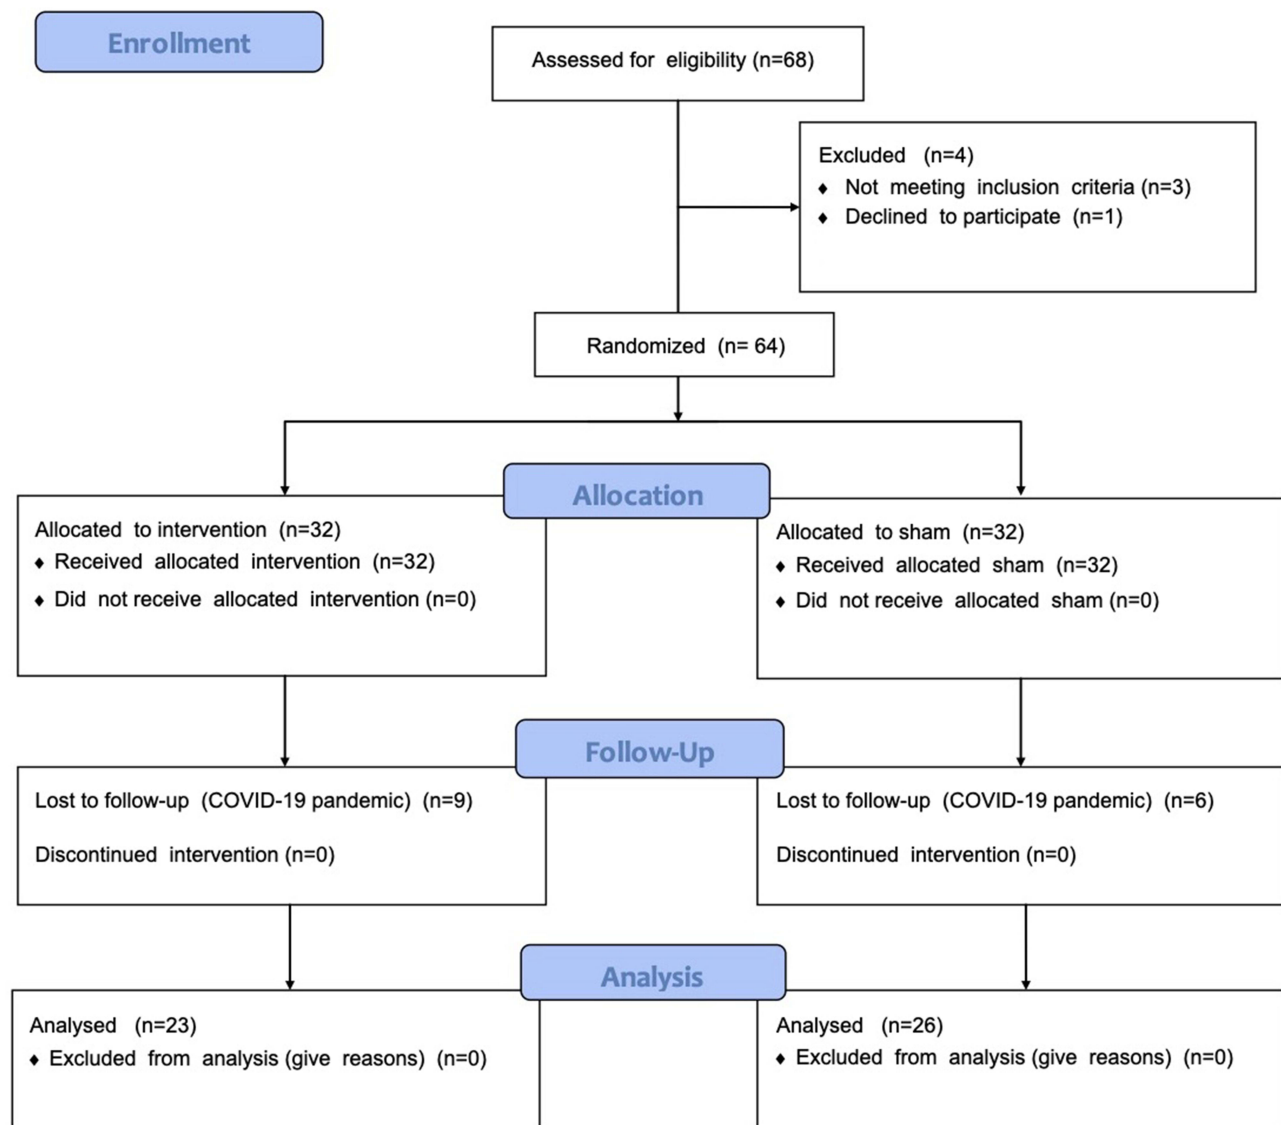 Enrollment
Assessed for eligibility (n=68)
Excluded (n=4)
♦ Not meeting inclusion criteria (n=3)
♦ Declined to participate (n=1)
Randomized (n= 64)
Allocation
Allocated to intervention (n=32)
♦ Received allocated intervention (n=32)
♦ Did not receive allocated intervention (n=0)
Allocated to sham (n=32)
♦ Received allocated sham (n=32)
♦ Did not receive allocated sham (n=0)
Follow-Up
Lost to follow-up (COVID-19 pandemic) (n=9)
Discontinued intervention (n=0)
Lost to follow-up (COVID-19 pandemic) (n=6)
Discontinued intervention (n=0)
Analysis
Analysed (n=23)
♦ Excluded from analysis (give reasons) (n=0)
Analysed (n=26)
♦ Excluded from analysis (give reasons) (n=0)